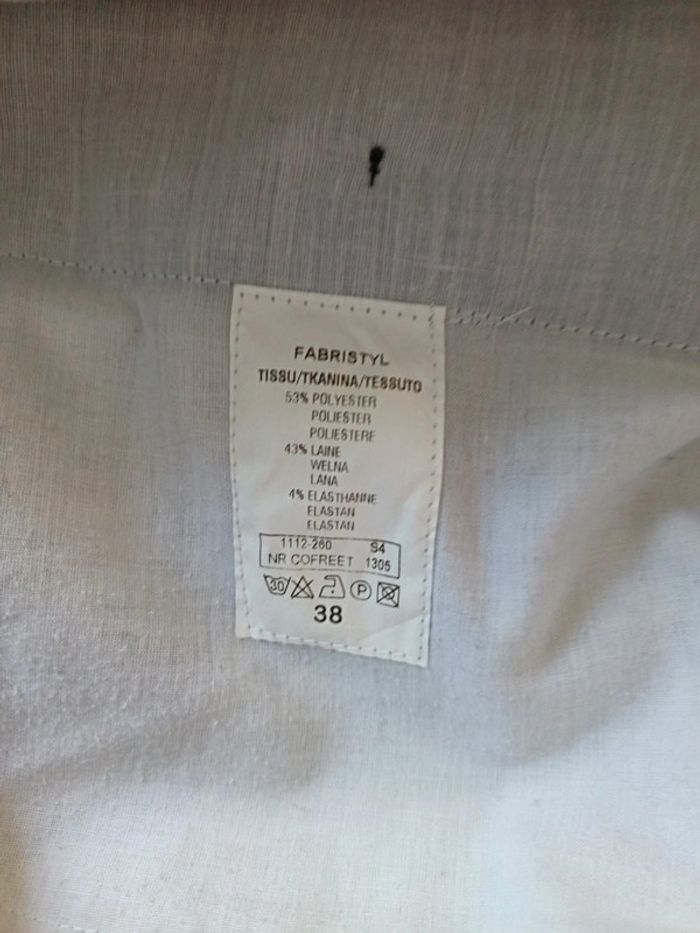 FABRISTYL
TISSU/TKANINA/TESSUTO
53% POLYESTER
POLIESTER
POLIESTERE
43% LAINE
WELNA
LANA
4% ELASTHANNE
ELASTAN
ELASTAN
1112-260 S4
NR COFREET 1305
30 P
38